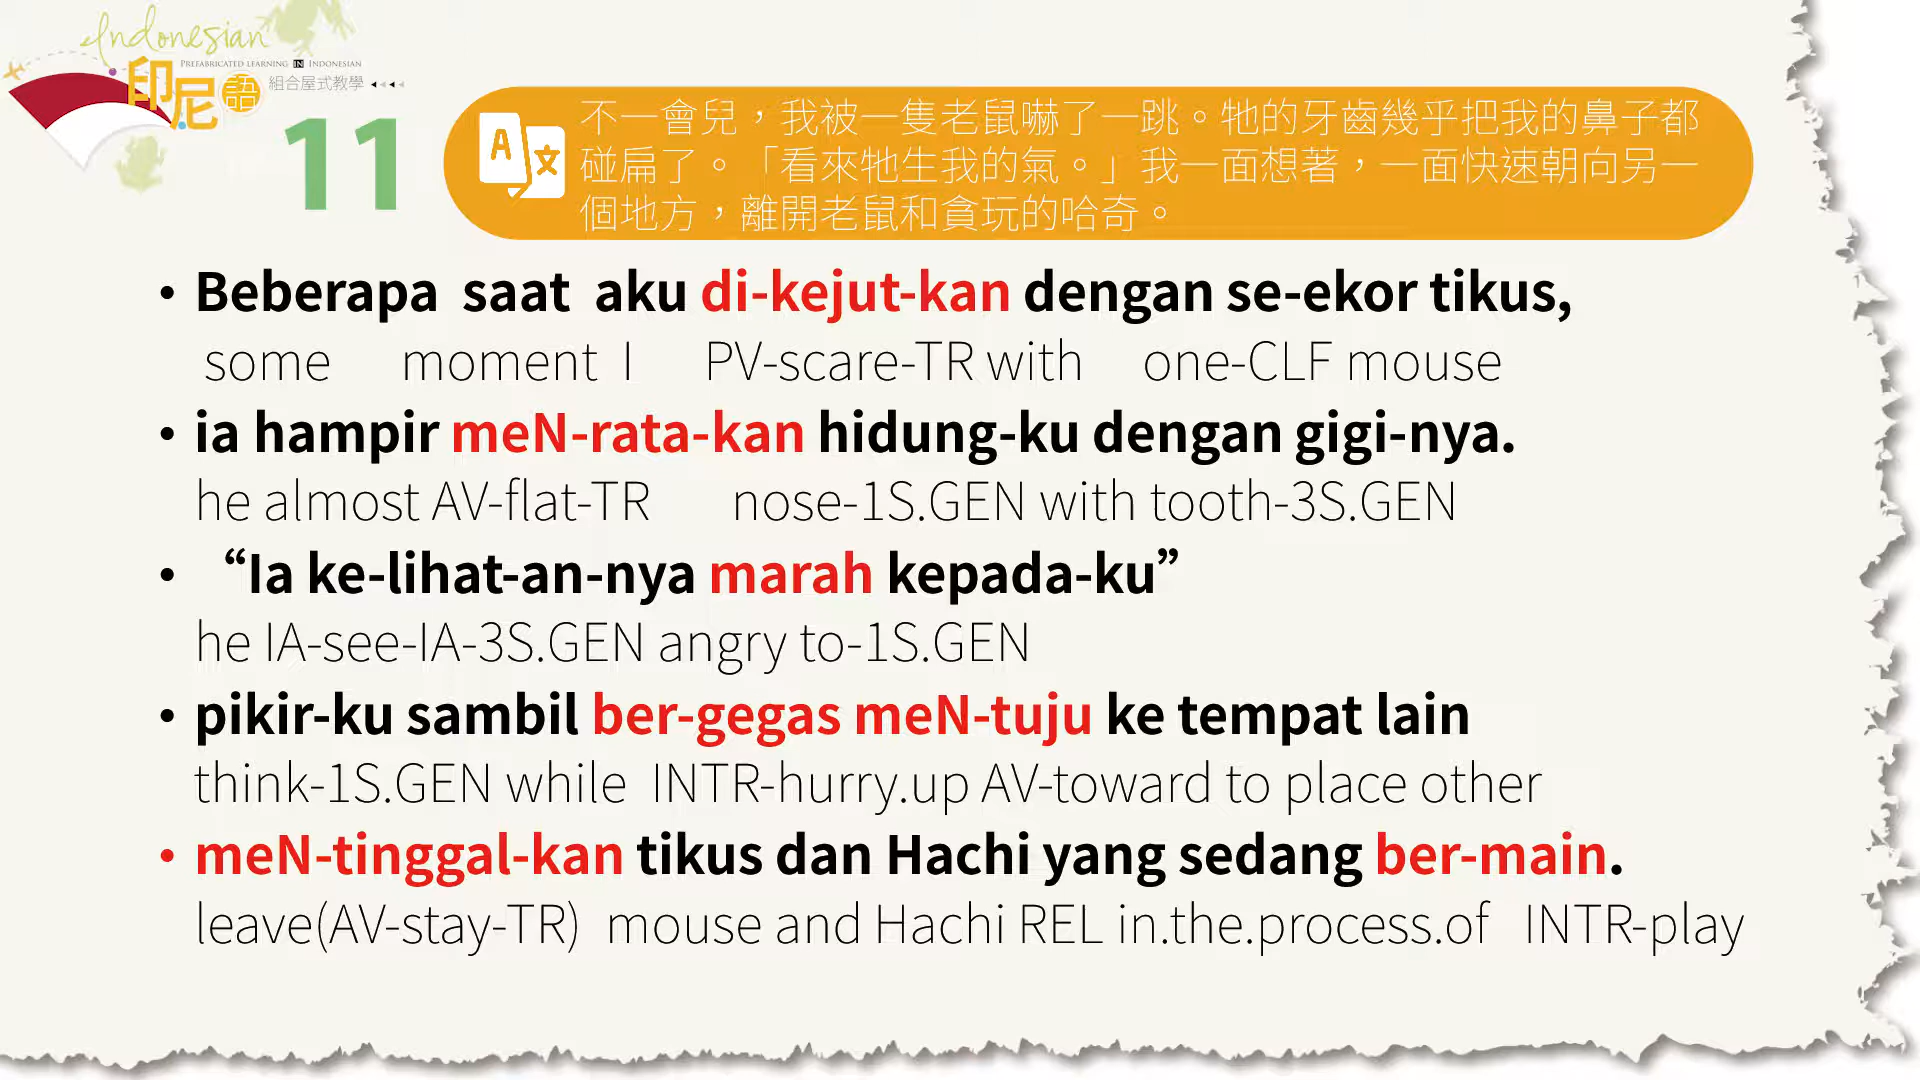 Indonesian
PREFABRICATED LEARNING IN INDONESIAN
印尼語 組合屋式教學
11
不一會兒，我被一隻老鼠嚇了一跳。牠的牙齒幾乎把我的鼻子都
碰扁了。「看來牠生我的氣。」我一面想著，一面快速朝向另一
個地方，離開老鼠和貪玩的哈奇。
A 文
• Beberapa saat aku di-kejut-kan dengan se-ekor tikus,
some moment I PV-scare-TR with one-CLF mouse
• ia hampir meN-rata-kan hidung-ku dengan gigi-nya.
he almost AV-flat-TR nose-1S.GEN with tooth-3S.GEN
• “Ia ke-lihat-an-nya marah kepada-ku”
he IA-see-IA-3S.GEN angry to-1S.GEN
• pikir-ku sambil ber-gegas meN-tuju ke tempat lain
think-1S.GEN while INTR-hurry.up AV-toward to place other
• meN-tinggal-kan tikus dan Hachi yang sedang ber-main.
leave(AV-stay-TR) mouse and Hachi REL in.the.process.of INTR-play